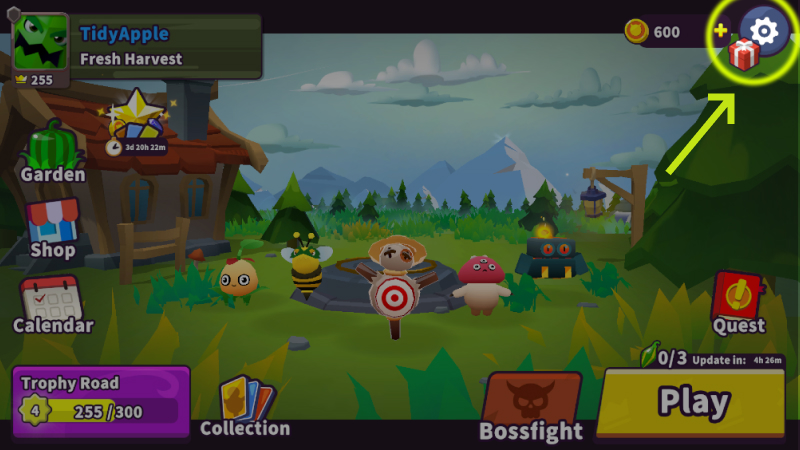 TidyApple
Fresh Harvest
255
600
3d 20h 22m
Garden
Shop
Calendar
Quest
0/3 Update in: 4h 26m
Trophy Road
4 255/300
Collection
Bossfight
Play